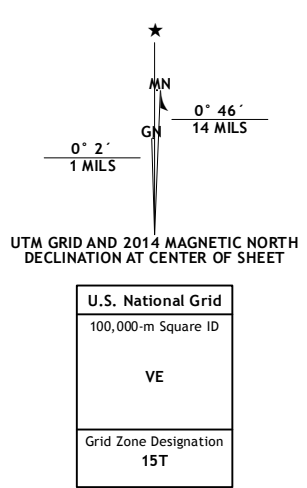 MN
0° 46´
14 MILS
GN
0° 2´
1 MILS
UTM GRID AND 2014 MAGNETIC NORTH
DECLINATION AT CENTER OF SHEET
U.S. National Grid
100,000-m Square ID
VE
Grid Zone Designation
15T